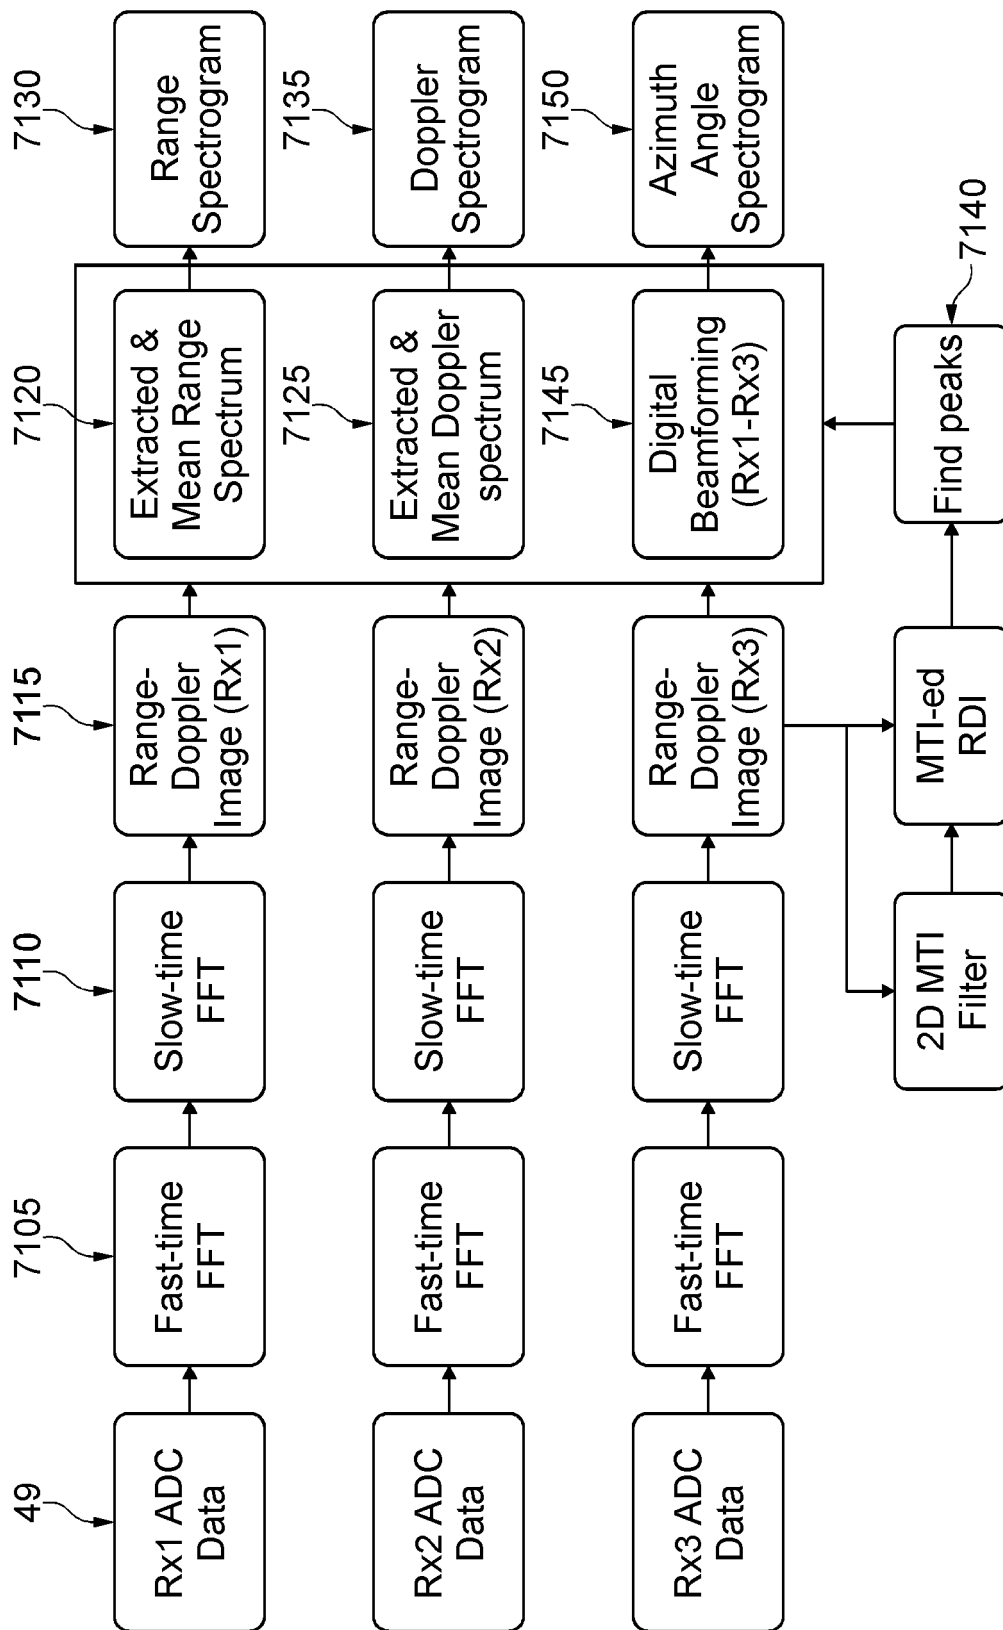 49
7105
7110
7115
7120
7130
Rx1 ADC
Data
Fast-time
FFT
Slow-time
FFT
Range-
Doppler
Image (Rx1)
Extracted &
Mean Range
Spectrum
Range
Spectrogram
7125
7135
Rx2 ADC
Data
Fast-time
FFT
Slow-time
FFT
Range-
Doppler
Image (Rx2)
Extracted &
Mean Doppler
spectrum
Doppler
Spectrogram
7145
7150
Rx3 ADC
Data
Fast-time
FFT
Slow-time
FFT
Range-
Doppler
Image (Rx3)
Digital
Beamforming
(Rx1-Rx3)
Azimuth
Angle
Spectrogram
2D MTI
Filter
MTI-ed
RDI
Find peaks
7140